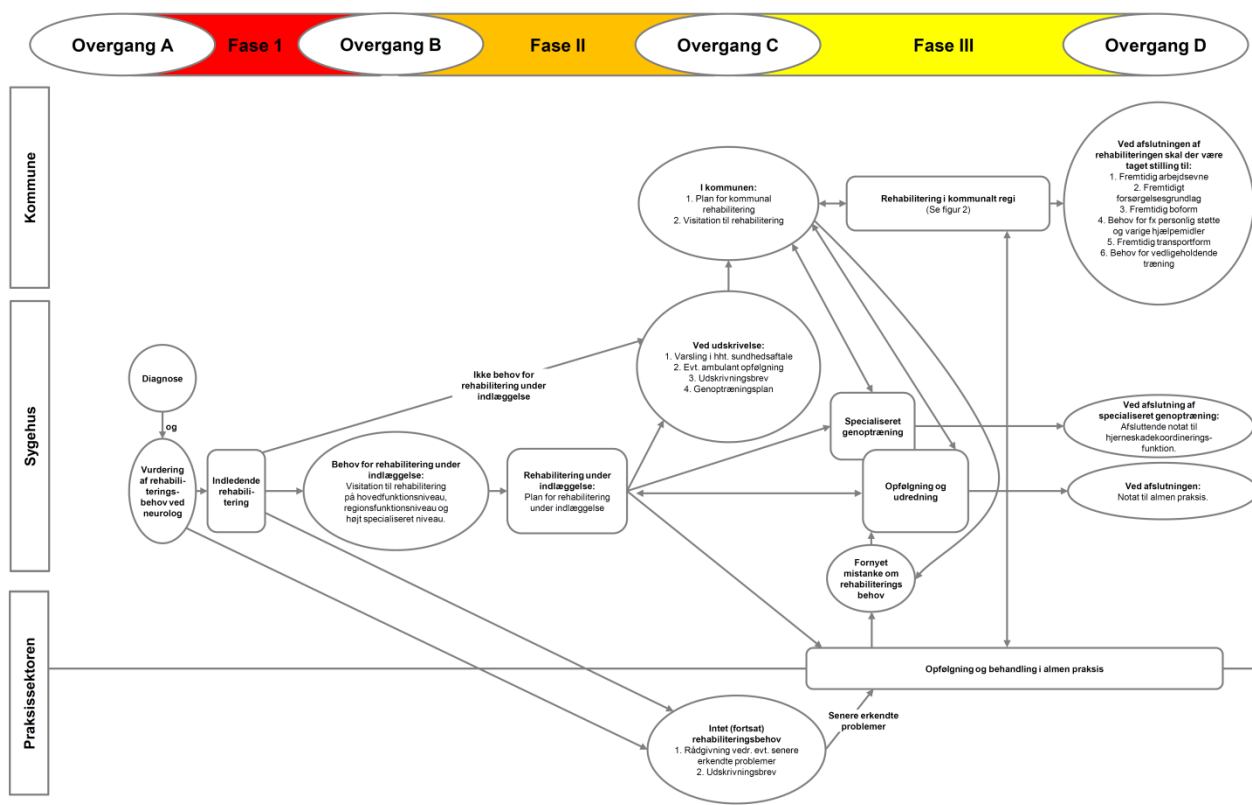 Overgang A
Fase 1
Overgang B
Fase II
Overgang C
Fase III
Overgang D
Kommune
I kommunen:
1. Plan for kommunal
rehabilitering
2. Visitation til rehabilitering
Rehabilitering i kommunalt regi
(Se figur 2)
Ved afslutningen af
rehabiliteringen skal der være
taget stilling til:
1. Fremtidig arbejdsevne
2. Fremtidigt
forsørgelsesgrundlag
3. Fremtidig boform
4. Behov for fx personlig støtte
og varige hjælpemidler
5. Fremtidig transportform
6. Behov for vedligeholdende
træning
Sygehus
Diagnose
og
Vurdering
af rehabili-
terings-
behov ved
neurolog
Indledende
rehabili-
tering
Ikke behov for
rehabilitering under
indlæggelse
Behov for rehabilitering under
indlæggelse:
Visitation til rehabilitering
på hovedfunktionsniveau,
regionsfunktionsniveau og
højt specialiseret niveau.
Rehabilitering under
indlæggelse:
Plan for rehabilitering
under indlæggelse
Ved udskrivelse:
1. Varsling i hht. sundhedsaftale
2. Evt. ambulant opfølgning
3. Udskrivningsbrev
4. Genoptræningsplan
Specialiseret
genoptræning
Opfølgning og
udredning
Ved afslutning af
specialiseret genoptræning:
Afsluttende notat til
hjerneskadekoordinerings-
funktion.
Ved afslutningen:
Notat til almen praksis.
Fornyet
mistanke om
rehabiliterings
behov
Praksissektoren
Opfølgning og behandling i almen praksis
Senere erkendte
problemer
Intet (fortsat)
rehabiliteringsbehov
1. Rådgivning vedr. evt. senere
erkendte problemer
2. Udskrivningsbrev